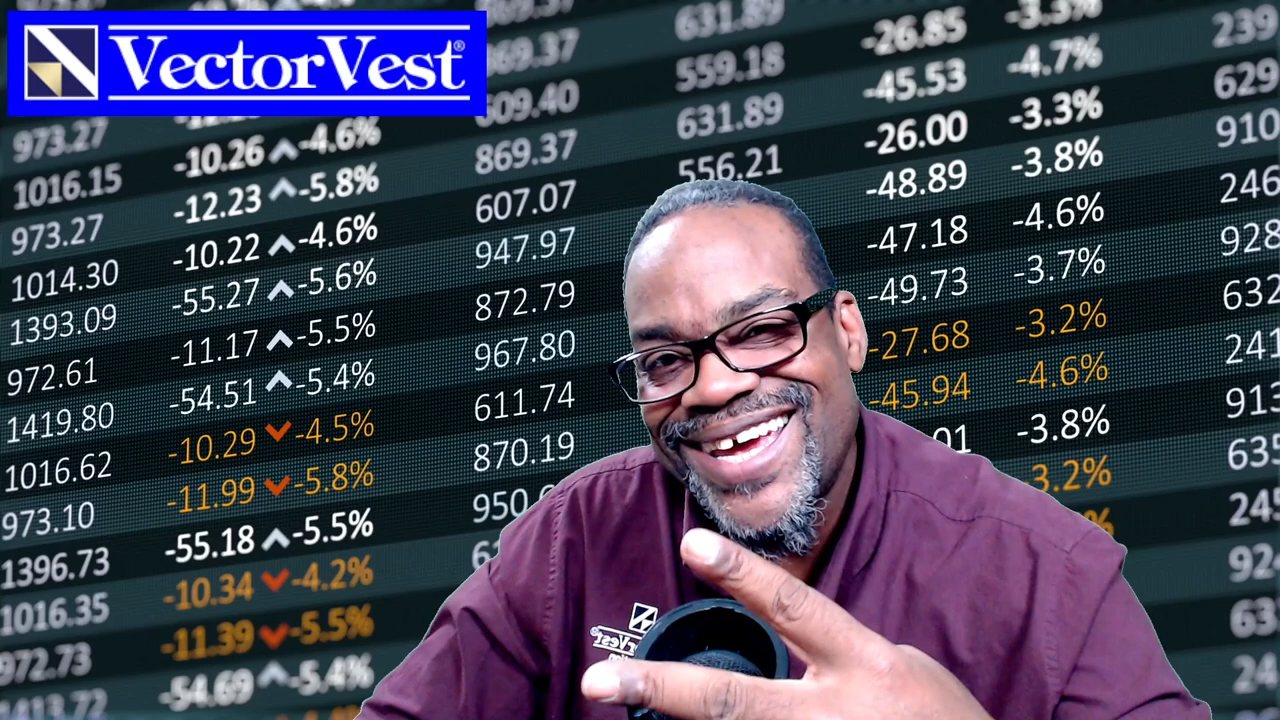 VectorVest®
969.37 631.89
973.27 609.40 559.18 -26.85 -3.3%
1016.15 -10.26 -4.6% 869.37 631.89 -45.53 -4.7% 239
973.27 -12.23 -5.8% 607.07 556.21 -26.00 -3.3% 629
1014.30 -10.22 -4.6% 947.97 -48.89 -3.8% 910
1393.09 -55.27 -5.6% 872.79 -47.18 -4.6% 246
972.61 -11.17 -5.5% 967.80 -49.73 -3.7% 928
1419.80 -54.51 -5.4% 611.74 -27.68 -3.2% 632
1016.62 -10.29 -4.5% 870.19 -45.94 -4.6% 241
973.10 -11.99 -5.8% 950. 01 -3.8% 913
1396.73 -55.18 -5.5% -3.2% 635
1016.35 -10.34 -4.2%
972.73 -11.39 -5.5%
-54.69 -5.4%